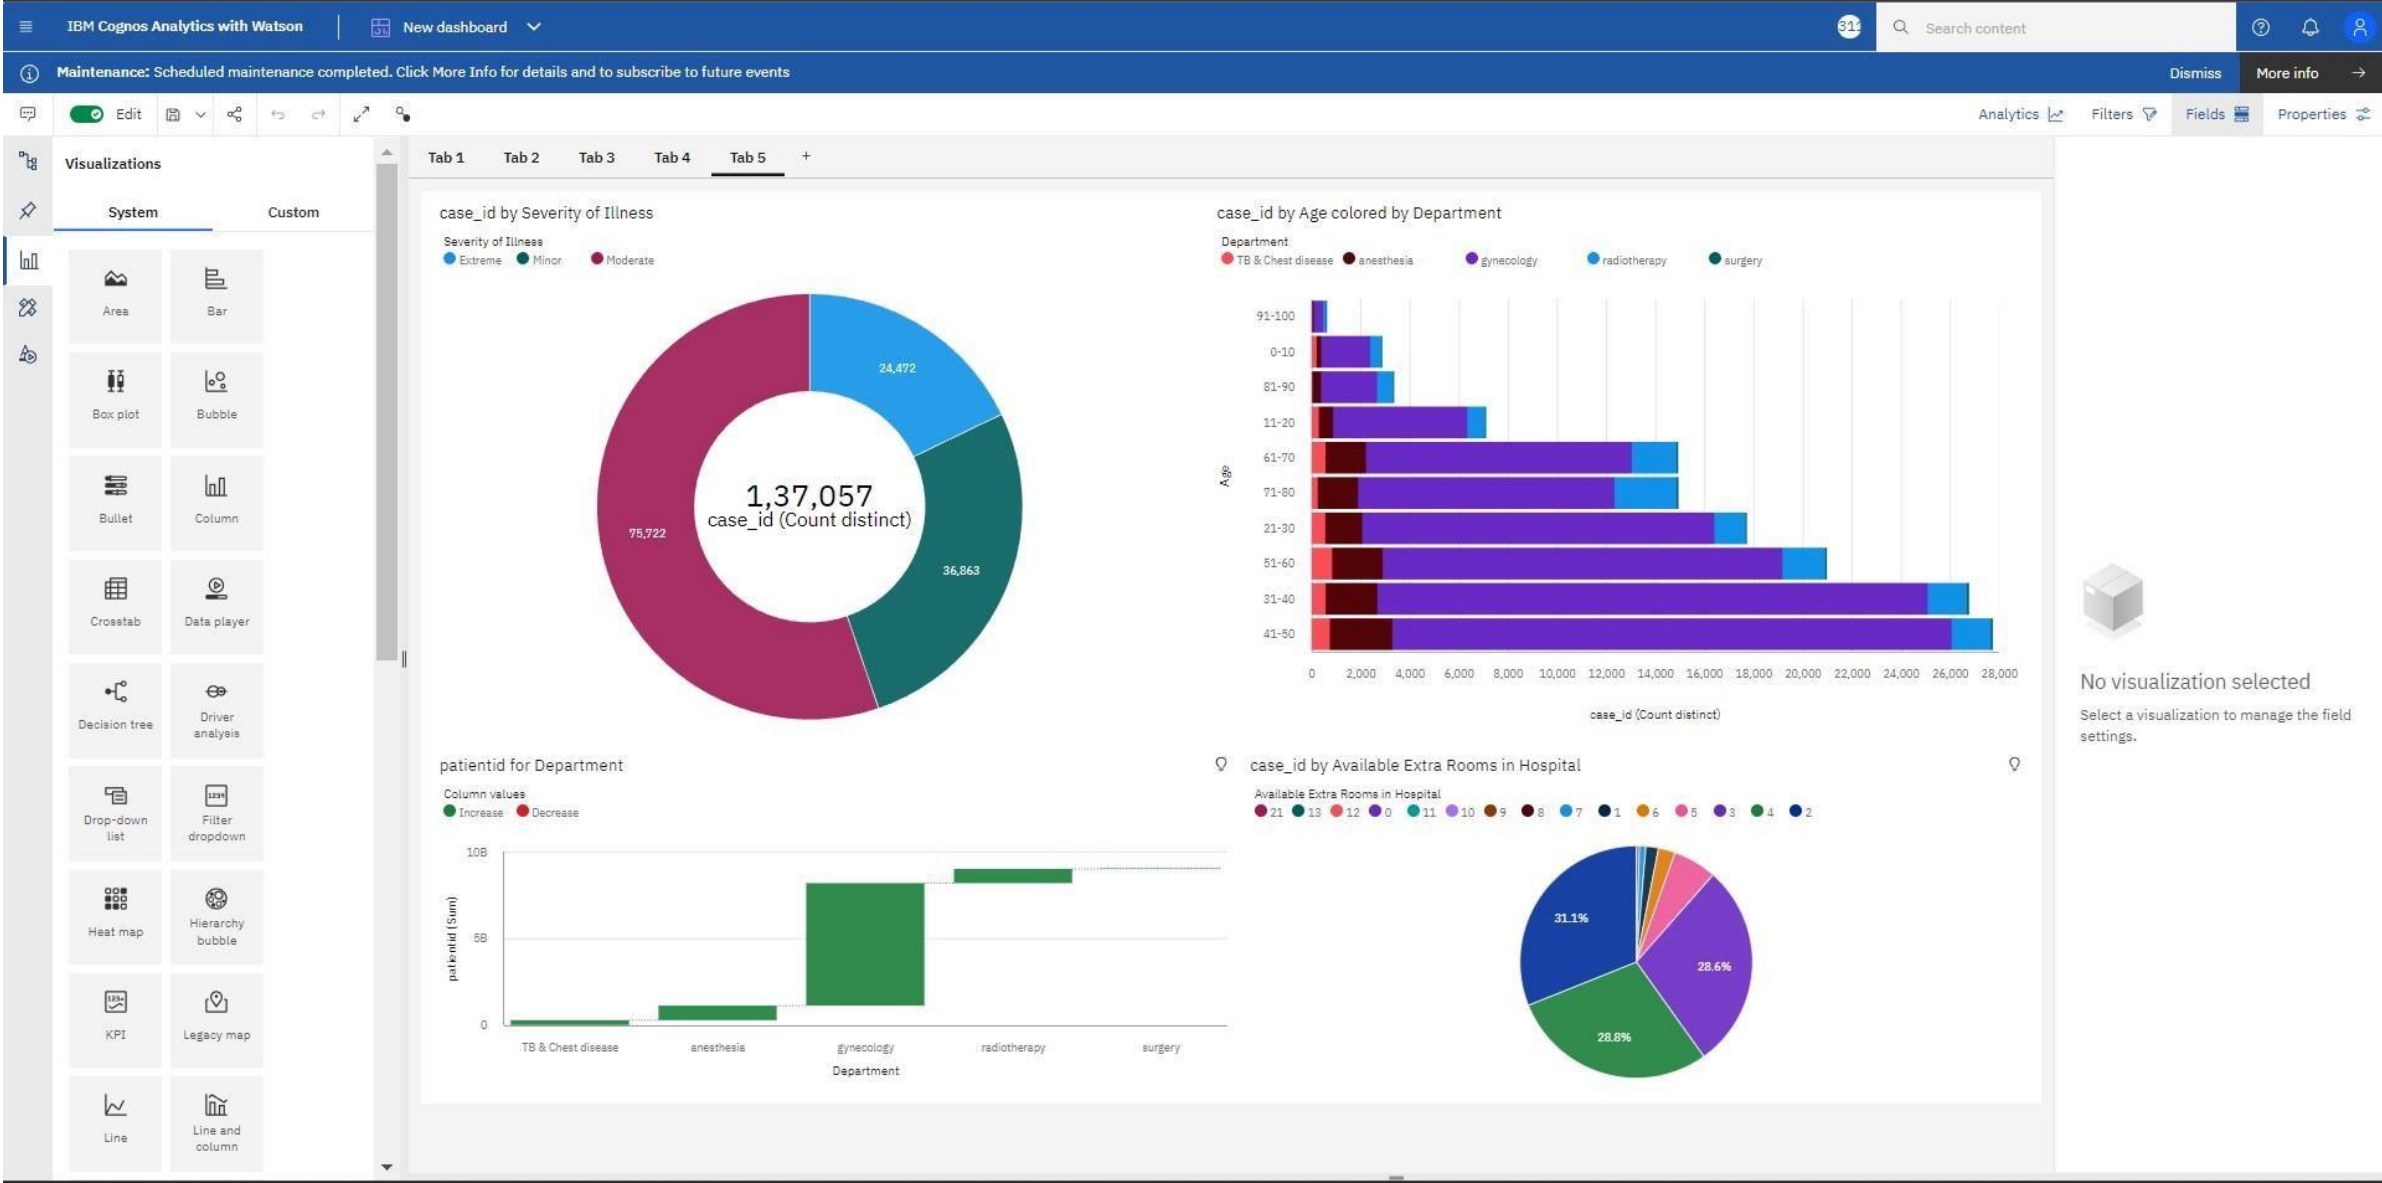 IBM Cognos Analytics with Watson
New dashboard
Search content
Maintenance: Scheduled maintenance completed. Click More Info for details and to subscribe to future events
Dismiss
More info
Edit
Analytics
Filters
Fields
Properties
Visualizations
System
Custom
Area
Bar
Box plot
Bubble
Bullet
Column
Crosstab
Data player
Decision tree
Driver
analysis
Drop-down
list
Filter
dropdown
Heat map
Hierarchy
bubble
KPI
Legacy map
Line
Line and
column
Tab 1
Tab 2
Tab 3
Tab 4
Tab 5
+
case_id by Severity of Illness
Severity of Illness
Extreme
Minor
Moderate
24,472
36,863
75,722
1,37,057
case_id (Count distinct)
case_id by Age colored by Department
Department
TB & Chest disease
anesthesia
gynecology
radiotherapy
surgery
Age
91-100
0-10
81-90
11-20
61-70
71-80
21-30
51-60
31-40
41-50
0 2,000 4,000 6,000 8,000 10,000 12,000 14,000 16,000 18,000 20,000 22,000 24,000 26,000 28,000
case_id (Count distinct)
patientid for Department
Column values
Increase
Decrease
patientid (Sum)
10B
5B
0
TB & Chest disease
anesthesia
gynecology
radiotherapy
surgery
Department
case_id by Available Extra Rooms in Hospital
Available Extra Rooms in Hospital
21 13 12 0 11 10 9 8 7 1 6 5 3 4 2
31.1%
28.6%
28.8%
No visualization selected
Select a visualization to manage the field
settings.